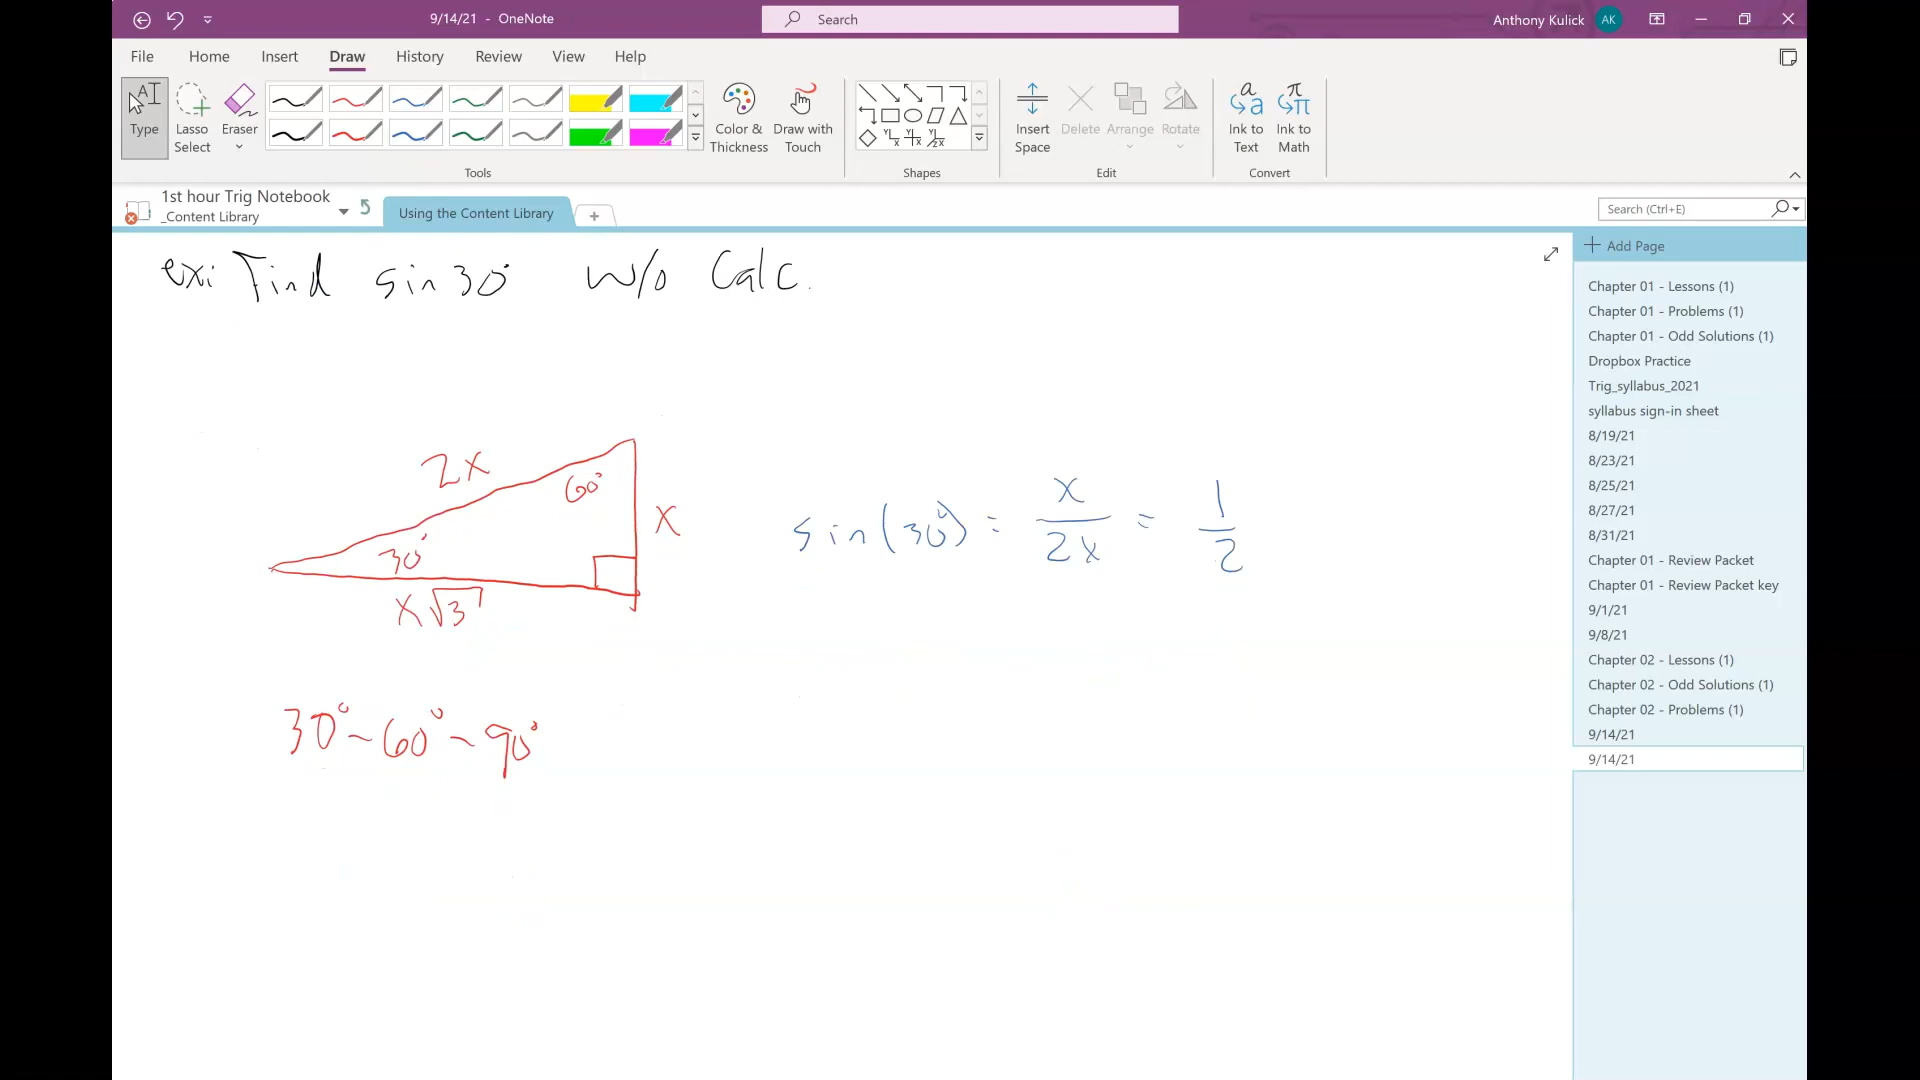 9/14/21 - OneNote
Search
Anthony Kulick AK
File Home Insert Draw History Review View Help
Type
Lasso Select
Eraser
Color & Thickness
Draw with Touch
Insert Space
Delete
Arrange
Rotate
Ink to Text
Ink to Math
Tools
Shapes
Edit
Convert
1st hour Trig Notebook
_Content Library
Using the Content Library
Search (Ctrl+E)
Add Page
Chapter 01 - Lessons (1)
Chapter 01 - Problems (1)
Chapter 01 - Odd Solutions (1)
Dropbox Practice
Trig_syllabus_2021
syllabus sign-in sheet
8/19/21
8/23/21
8/25/21
8/27/21
8/31/21
Chapter 01 - Review Packet
Chapter 01 - Review Packet key
9/1/21
9/8/21
Chapter 02 - Lessons (1)
Chapter 02 - Odd Solutions (1)
Chapter 02 - Problems (1)
9/14/21
9/14/21
ex: Find sin 30° w/o Calc.
2x
60°
x
30°
x√3
sin(30°) = x/2x = 1/2
30° - 60° - 90°